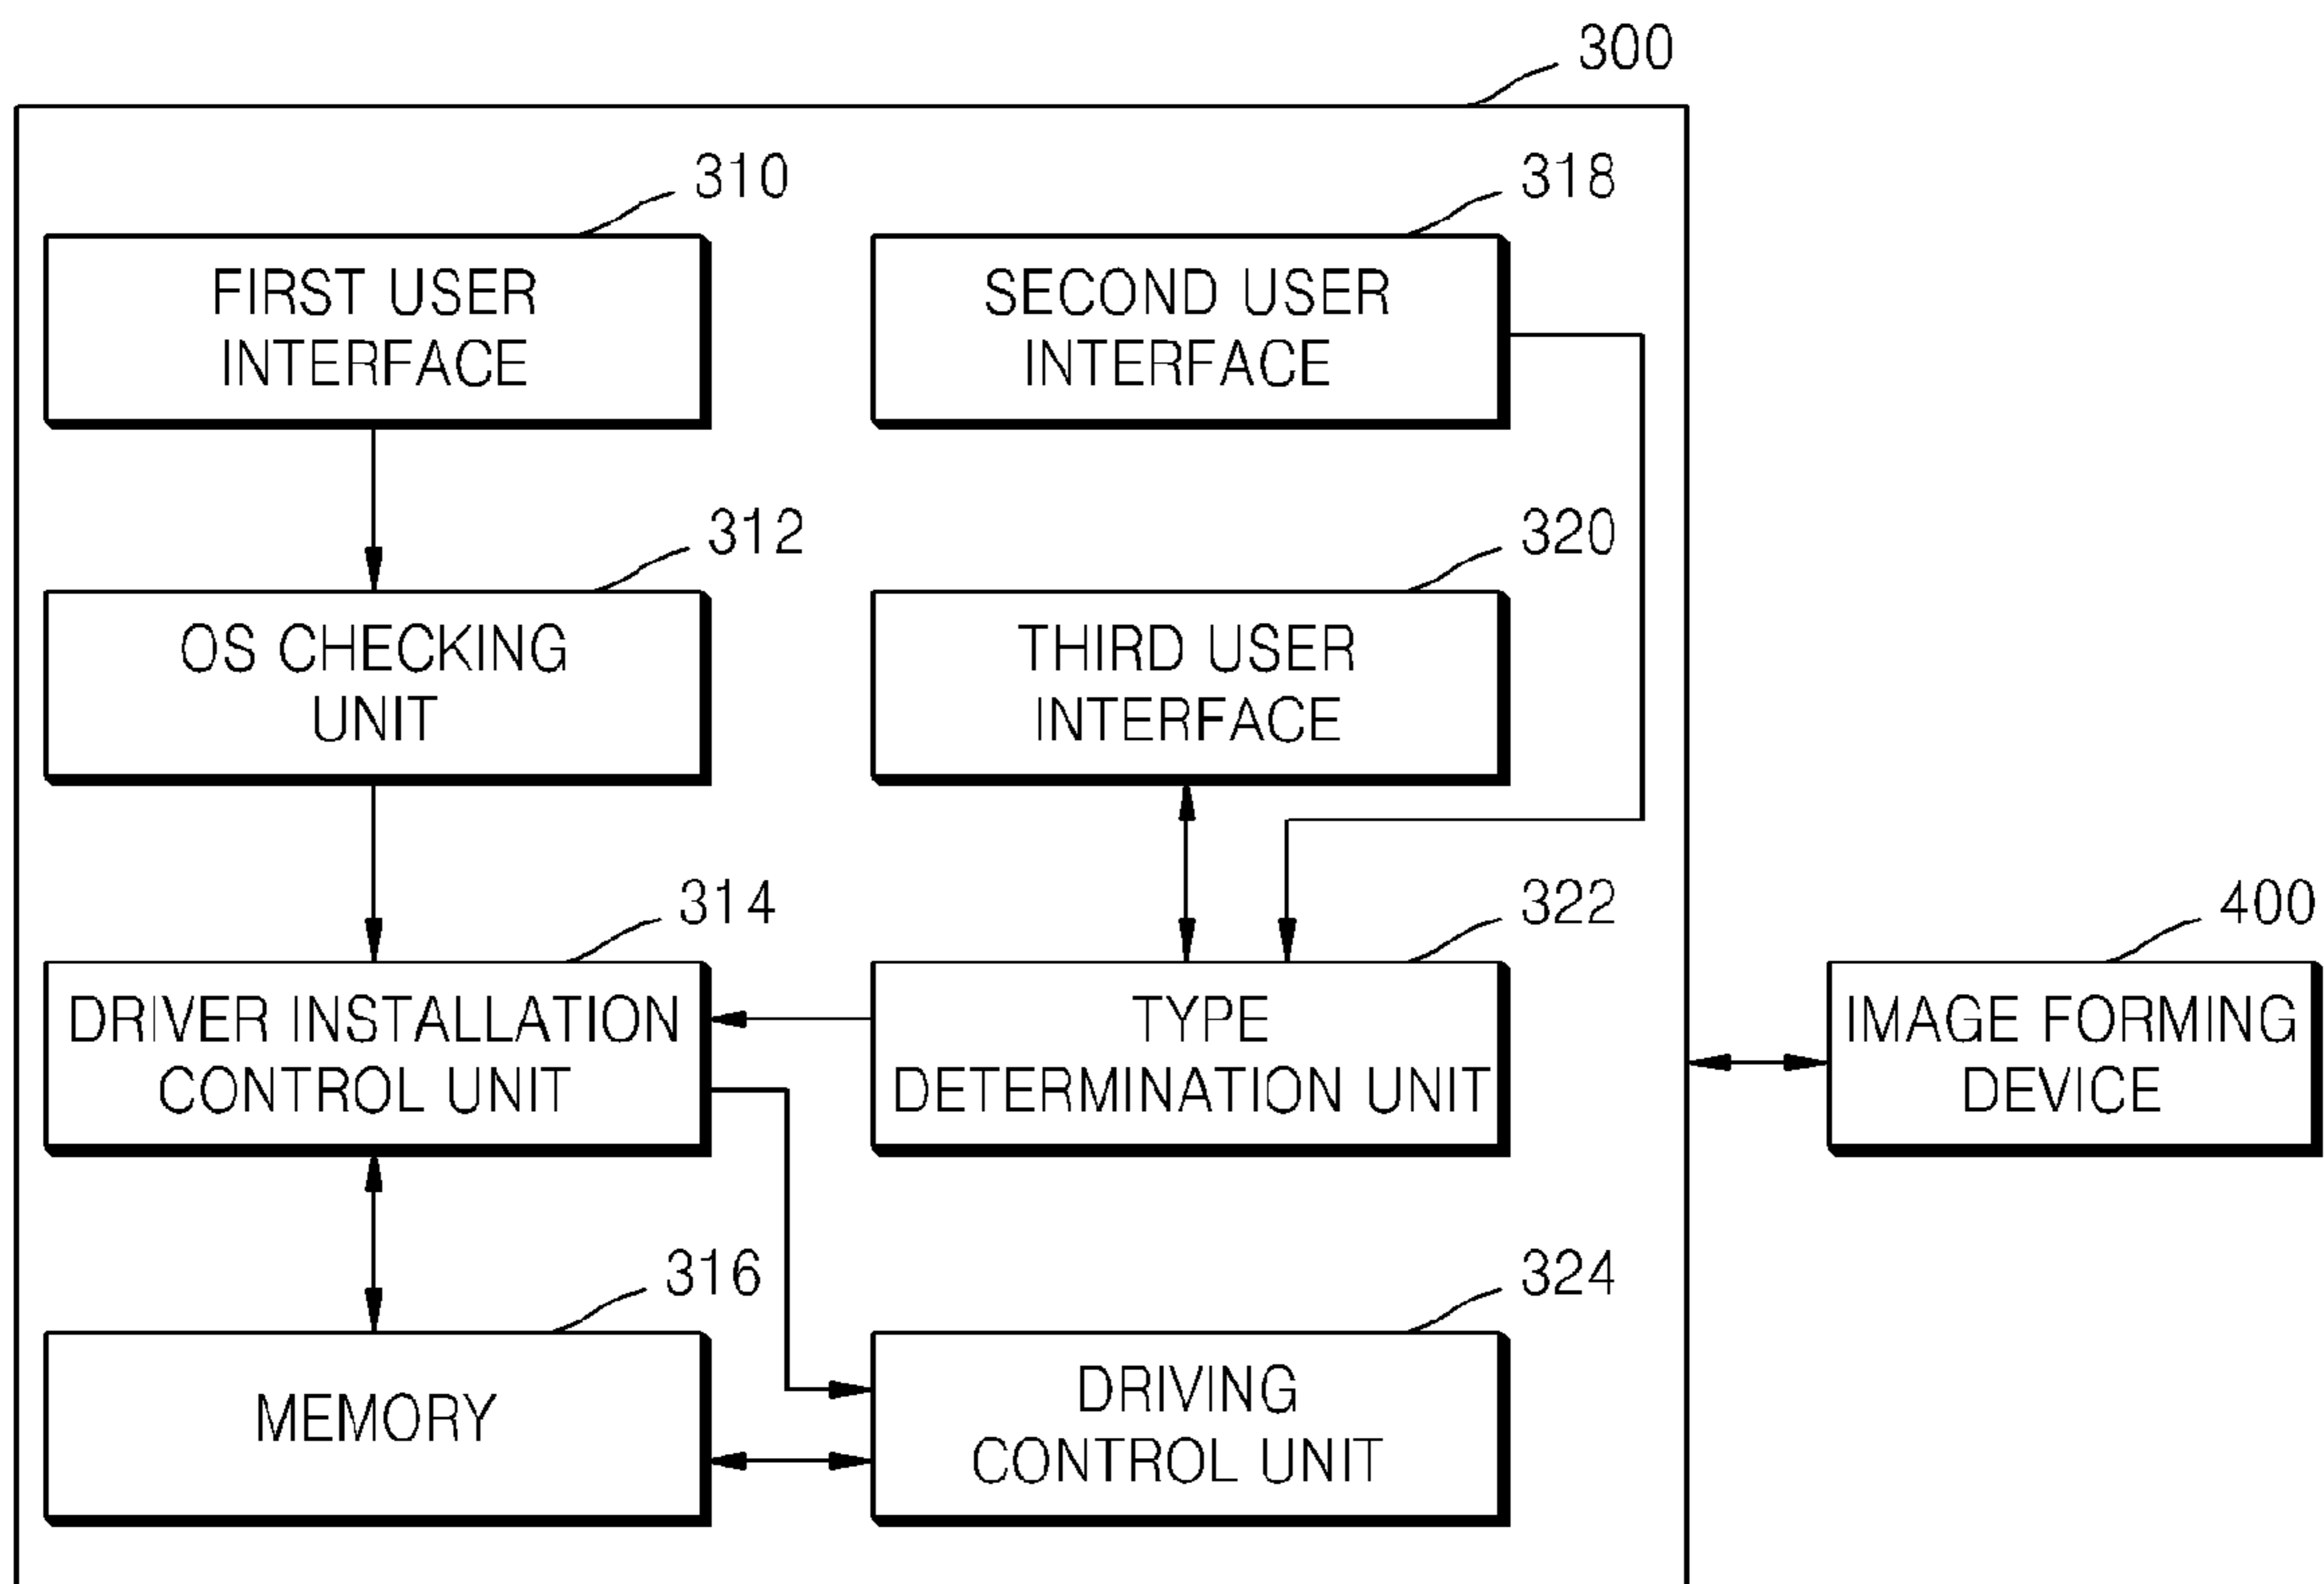 300
310
318
FIRST USER
INTERFACE
SECOND USER
INTERFACE
312
320
OS CHECKING
UNIT
THIRD USER
INTERFACE
314
322
400
DRIVER INSTALLATION
CONTROL UNIT
TYPE
DETERMINATION UNIT
IMAGE FORMING
DEVICE
316
324
MEMORY
DRIVING
CONTROL UNIT